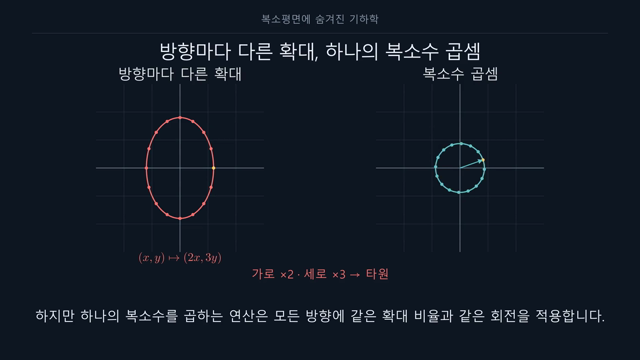 복소평면에 숨겨진 기하학
방향마다 다른 확대, 하나의 복소수 곱셈
방향마다 다른 확대
복소수 곱셈
(x, y) ↦ (2x, 3y)
가로 ×2 · 세로 ×3 → 타원
하지만 하나의 복소수를 곱하는 연산은 모든 방향에 같은 확대 비율과 같은 회전을 적용합니다.